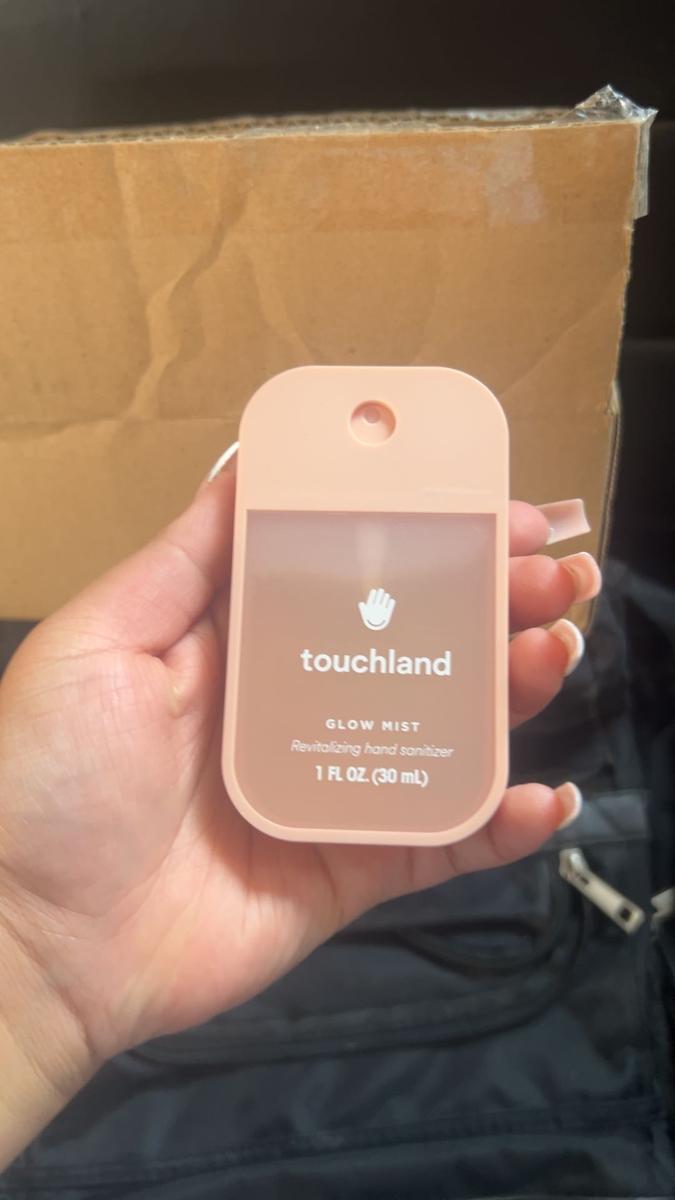 touchland
GLOW MIST
Revitalizing hand sanitizer
1 FL OZ. (30 mL)